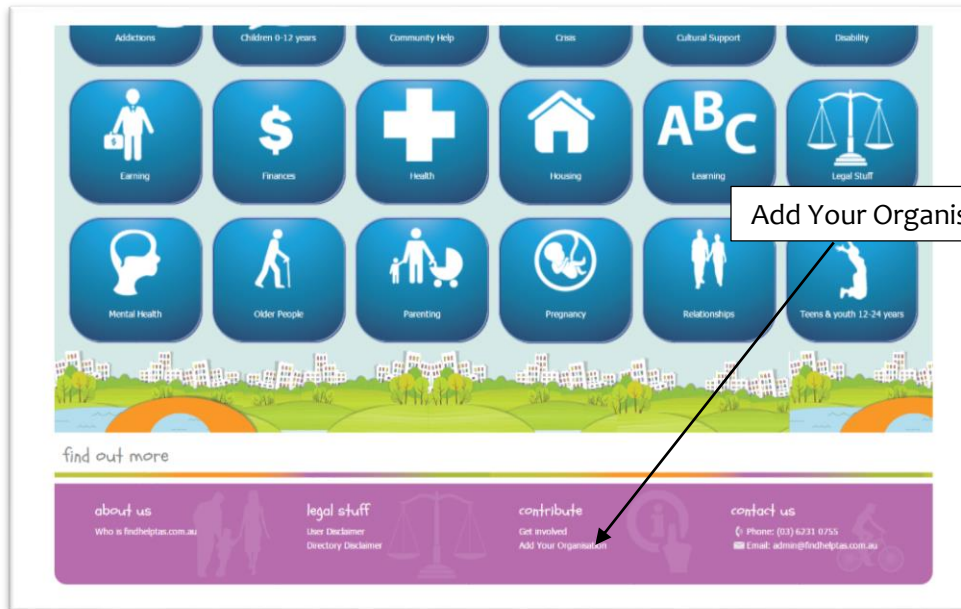 Addictions
Children 0-12 years
Community Help
Crisis
Cultural Support
Disability
$
ABC
Earning
Finances
Health
Housing
Learning
Legal Stuff
Add Your Organis
Mental Health
Older People
Parenting
Pregnancy
Relationships
Teens & youth 12-24 years
find out more
about us
Who is findhelptas.com.au
legal stuff
User Disclaimer
Directory Disclaimer
contribute
Get involved
Add Your Organisation
contact us
Phone: (03) 6231 0755
Email: admin@findhelptas.com.au